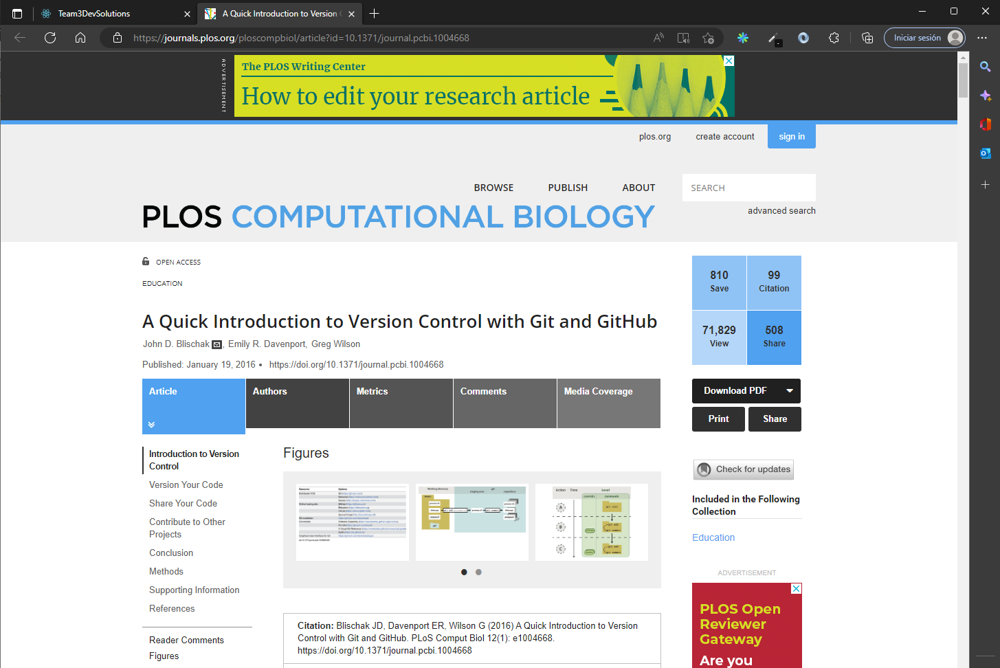 Team3DevSolutions
A Quick Introduction to Version C
https://journals.plos.org/ploscompbiol/article?id=10.1371/journal.pcbi.1004668
Iniciar sesión
ADVERTISEMENT
The PLOS Writing Center
How to edit your research article
plos.org
create account
sign in
BROWSE
PUBLISH
ABOUT
SEARCH
advanced search
PLOS COMPUTATIONAL BIOLOGY
OPEN ACCESS
EDUCATION
A Quick Introduction to Version Control with Git and GitHub
John D. Blischak, Emily R. Davenport, Greg Wilson
Published: January 19, 2016 • https://doi.org/10.1371/journal.pcbi.1004668
810
Save
99
Citation
71,829
View
508
Share
Article
Authors
Metrics
Comments
Media Coverage
Download PDF
Print
Share
Introduction to Version
Control
Version Your Code
Share Your Code
Contribute to Other
Projects
Conclusion
Methods
Supporting Information
References
Reader Comments
Figures
Figures
Action Time Local
A
B
C
Citation: Blischak JD, Davenport ER, Wilson G (2016) A Quick Introduction to Version
Control with Git and GitHub. PLoS Comput Biol 12(1): e1004668.
https://doi.org/10.1371/journal.pcbi.1004668
Check for updates
Included in the Following
Collection
Education
ADVERTISEMENT
PLOS Open
Reviewer
Gateway
Are you